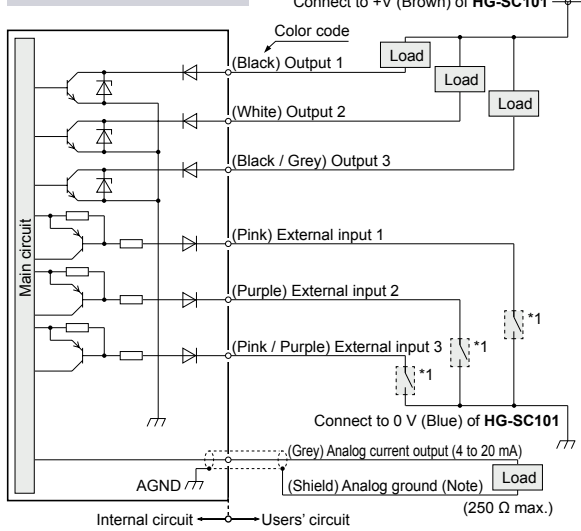 Connect to +V (Brown) of HG-SC101
Color code
(Black) Output 1
Load
Load
Load
(White) Output 2
(Black / Grey) Output 3
Main circuit
(Pink) External input 1
(Purple) External input 2
*1
(Pink / Purple) External input 3
*1
*1
Connect to 0 V (Blue) of HG-SC101
(Grey) Analog current output (4 to 20 mA)
AGND
(Shield) Analog ground (Note)
Load
(250 Ω max.)
Internal circuit
Users' circuit